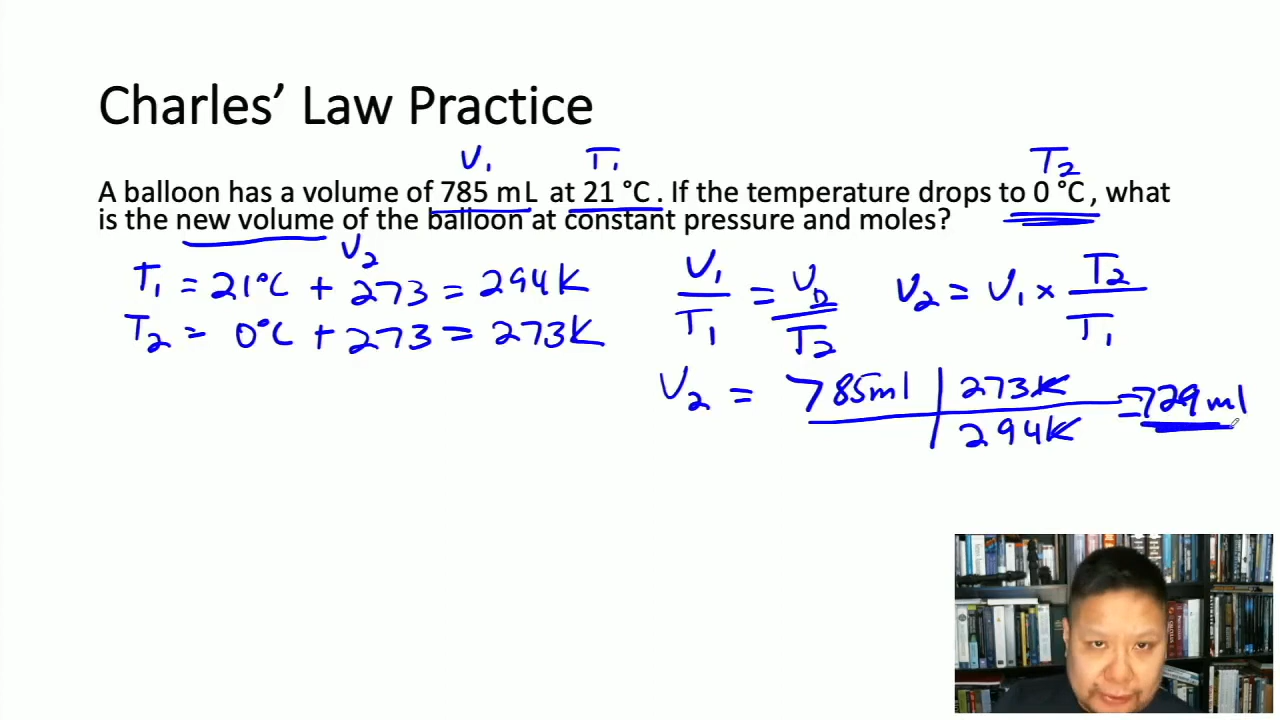 Charles’ Law Practice
V₁ T₁ T₂
A balloon has a volume of 785 mL at 21 °C. If the temperature drops to 0 °C, what
is the new volume of the balloon at constant pressure and moles?
V₂
T₁ = 21°C + 273 = 294K
T₂ = 0°C + 273 = 273K
V₁/T₁ = V₂/T₂
V₂ = V₁ × T₂/T₁
V₂ = 785ml | 273K
294K
= 729 ml